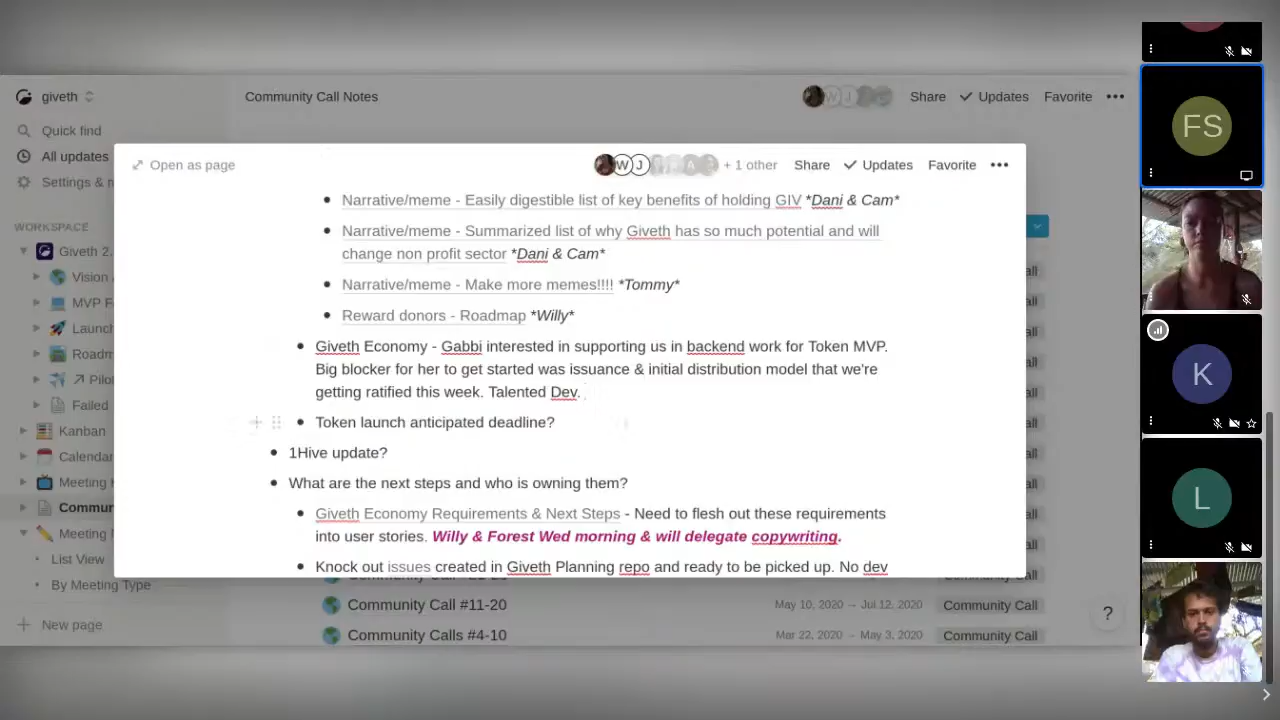 giveth
Community Call Notes
Share
Updates
Favorite
Quick find
All updates
Settings & m
WORKSPACE
Giveth 2.
Vision
MVP F
Launch
Roadm
Pilo
Failed
Kanban
Calendar
Meeting
Commun
Meeting
List View
By Meeting Type
New page
Open as page
W J A + 1 other
Share
Updates
Favorite
Narrative/meme - Easily digestible list of key benefits of holding GIV *Dani & Cam*
Narrative/meme - Summarized list of why Giveth has so much potential and will
change non profit sector *Dani & Cam*
Narrative/meme - Make more memes!!!! *Tommy*
Reward donors - Roadmap *Willy*
Giveth Economy - Gabbi interested in supporting us in backend work for Token MVP.
Big blocker for her to get started was issuance & initial distribution model that we're
getting ratified this week. Talented Dev.
Token launch anticipated deadline?
1Hive update?
What are the next steps and who is owning them?
Giveth Economy Requirements & Next Steps - Need to flesh out these requirements
into user stories. Willy & Forest Wed morning & will delegate copywriting.
Knock out issues created in Giveth Planning repo and ready to be picked up. No dev
Community Call #11-20
May 10, 2020 → Jul 12, 2020
Community Call
Community Calls #4-10
Mar 22, 2020 → May 3, 2020
Community Call
?
FS
K
L